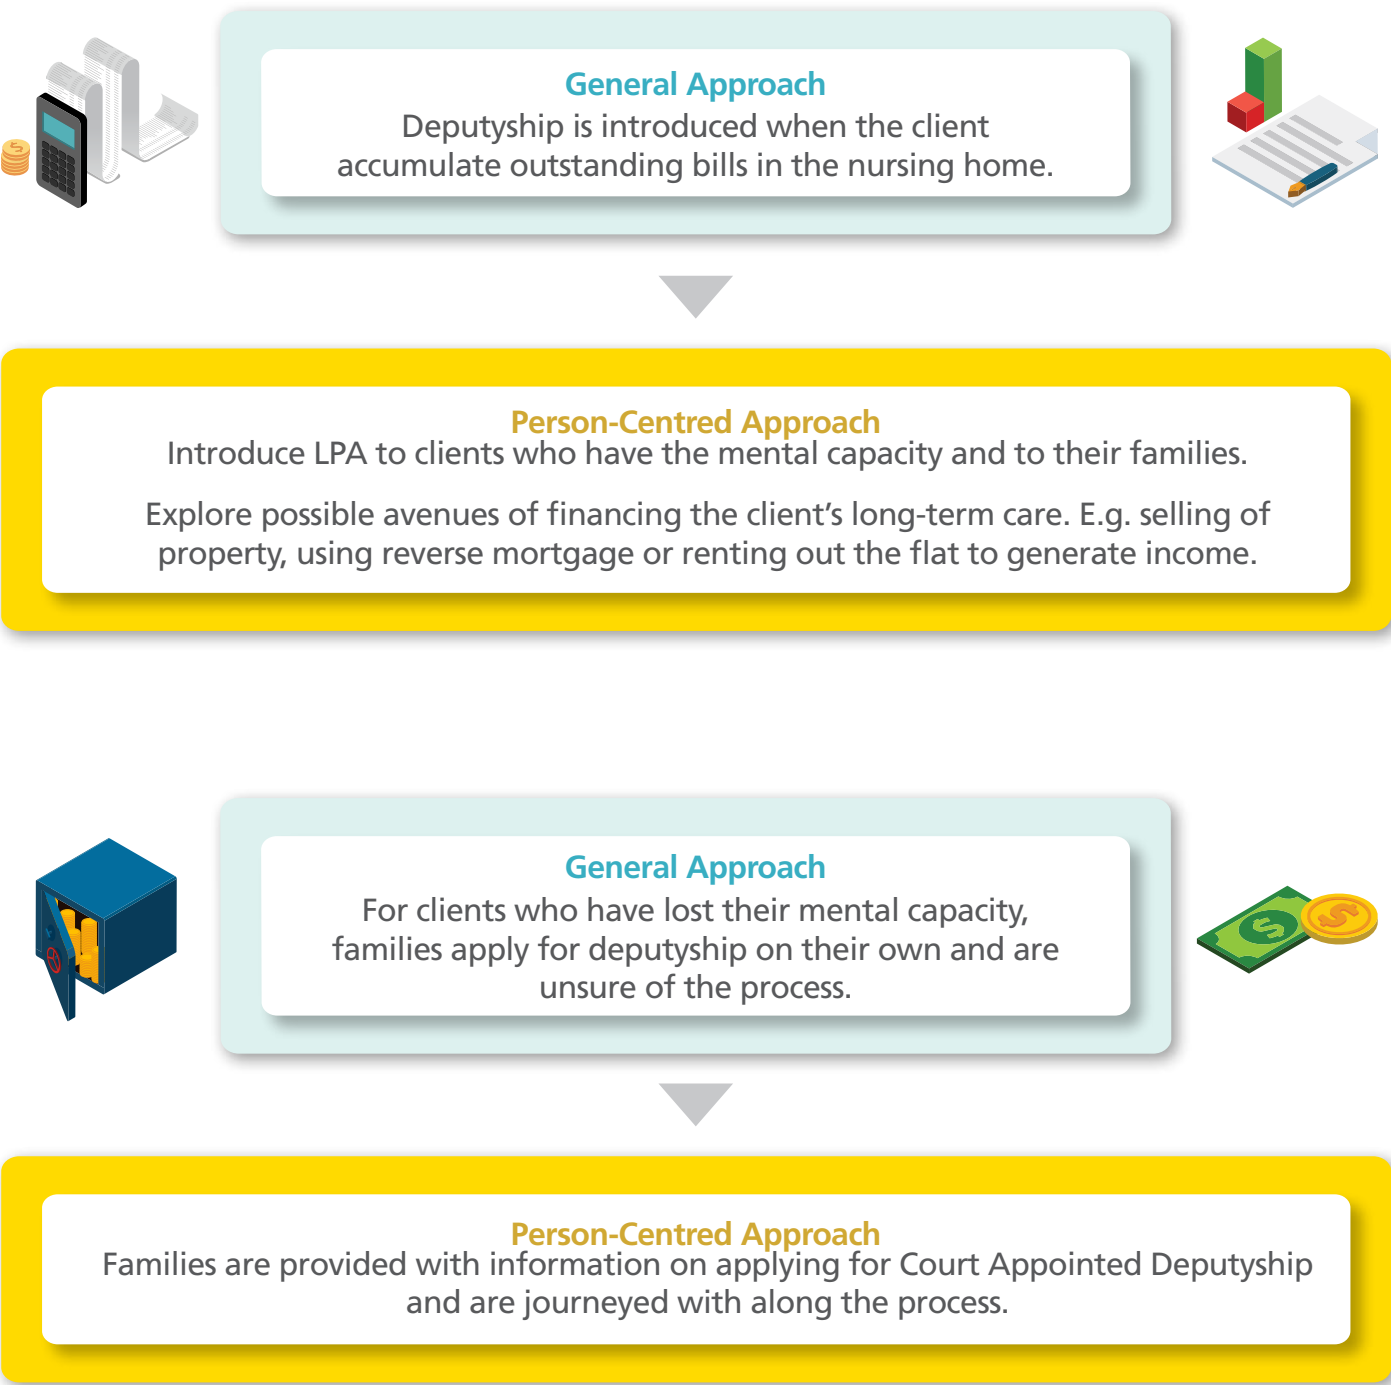 General Approach
Deputyship is introduced when the client
accumulate outstanding bills in the nursing home.
Person-Centred Approach
Introduce LPA to clients who have the mental capacity and to their families.
Explore possible avenues of financing the client’s long-term care. E.g. selling of
property, using reverse mortgage or renting out the flat to generate income.
General Approach
For clients who have lost their mental capacity,
families apply for deputyship on their own and are
unsure of the process.
Person-Centred Approach
Families are provided with information on applying for Court Appointed Deputyship
and are journeyed with along the process.